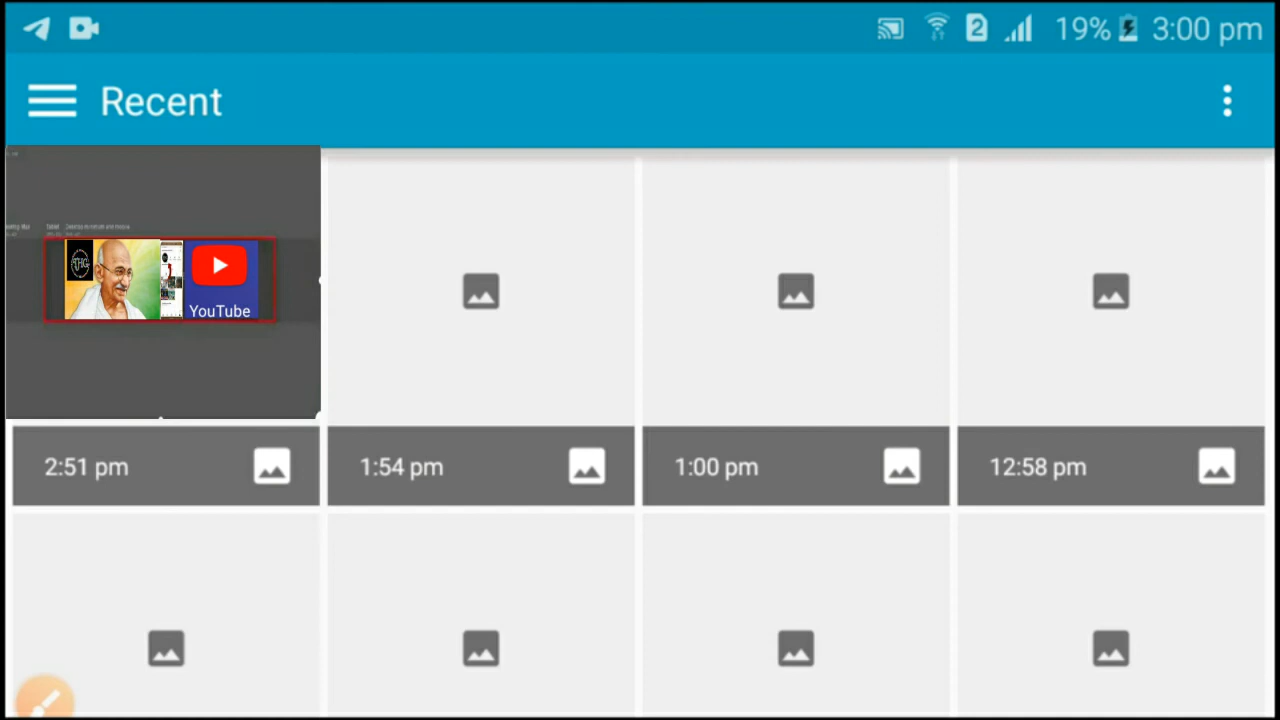 2 19% 3:00 pm
Recent
YouTube
2:51 pm
1:54 pm
1:00 pm
12:58 pm